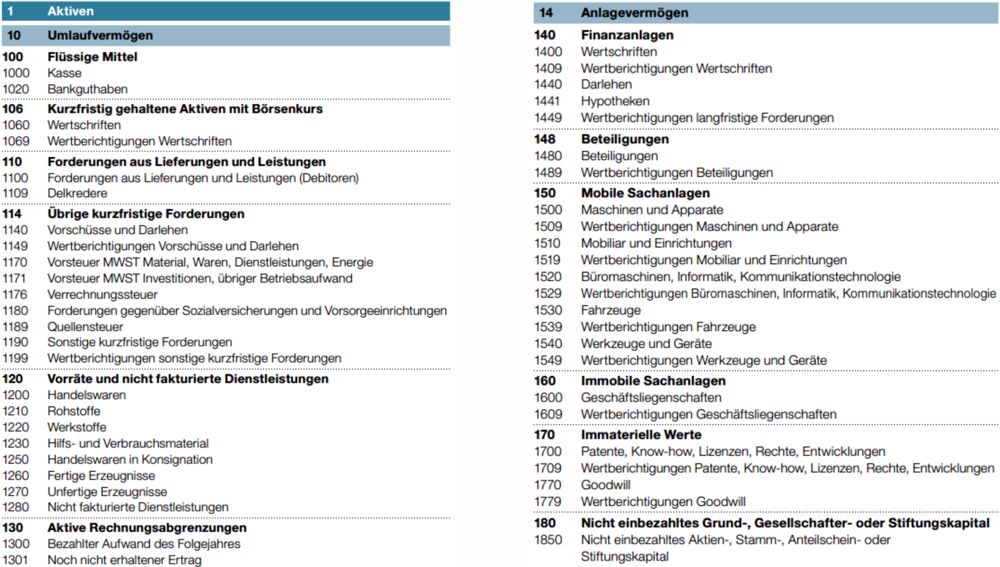 1 Aktiven
10 Umlaufvermögen
100 Flüssige Mittel
1000 Kasse
1020 Bankguthaben
106 Kurzfristig gehaltene Aktiven mit Börsenkurs
1060 Wertschriften
1069 Wertberichtigungen Wertschriften
110 Forderungen aus Lieferungen und Leistungen
1100 Forderungen aus Lieferungen und Leistungen (Debitoren)
1109 Delkredere
114 Übrige kurzfristige Forderungen
1140 Vorschüsse und Darlehen
1149 Wertberichtigungen Vorschüsse und Darlehen
1170 Vorsteuer MWST Material, Waren, Dienstleistungen, Energie
1171 Vorsteuer MWST Investitionen, übriger Betriebsaufwand
1176 Verrechnungssteuer
1180 Forderungen gegenüber Sozialversicherungen und Vorsorgeeinrichtungen
1189 Quellensteuer
1190 Sonstige kurzfristige Forderungen
1199 Wertberichtigungen sonstige kurzfristige Forderungen
120 Vorräte und nicht fakturierte Dienstleistungen
1200 Handelswaren
1210 Rohstoffe
1220 Werkstoffe
1230 Hilfs- und Verbrauchsmaterial
1250 Handelswaren in Konsignation
1260 Fertige Erzeugnisse
1270 Unfertige Erzeugnisse
1280 Nicht fakturierte Dienstleistungen
130 Aktive Rechnungsabgrenzungen
1300 Bezahlter Aufwand des Folgejahres
1301 Noch nicht erhaltener Ertrag
14 Anlagevermögen
140 Finanzanlagen
1400 Wertschriften
1409 Wertberichtigungen Wertschriften
1440 Darlehen
1441 Hypotheken
1449 Wertberichtigungen langfristige Forderungen
148 Beteiligungen
1480 Beteiligungen
1489 Wertberichtigungen Beteiligungen
150 Mobile Sachanlagen
1500 Maschinen und Apparate
1509 Wertberichtigungen Maschinen und Apparate
1510 Mobiliar und Einrichtungen
1519 Wertberichtigungen Mobiliar und Einrichtungen
1520 Büromaschinen, Informatik, Kommunikationstechnologie
1529 Wertberichtigungen Büromaschinen, Informatik, Kommunikationstechnologie
1530 Fahrzeuge
1539 Wertberichtigungen Fahrzeuge
1540 Werkzeuge und Geräte
1549 Wertberichtigungen Werkzeuge und Geräte
160 Immobile Sachanlagen
1600 Geschäftsliegenschaften
1609 Wertberichtigungen Geschäftsliegenschaften
170 Immaterielle Werte
1700 Patente, Know-how, Lizenzen, Rechte, Entwicklungen
1709 Wertberichtigungen Patente, Know-how, Lizenzen, Rechte, Entwicklungen
1770 Goodwill
1779 Wertberichtigungen Goodwill
180 Nicht einbezahltes Grund-, Gesellschafter- oder Stiftungskapital
1850 Nicht einbezahltes Aktien-, Stamm-, Anteilschein- oder
Stiftungskapital